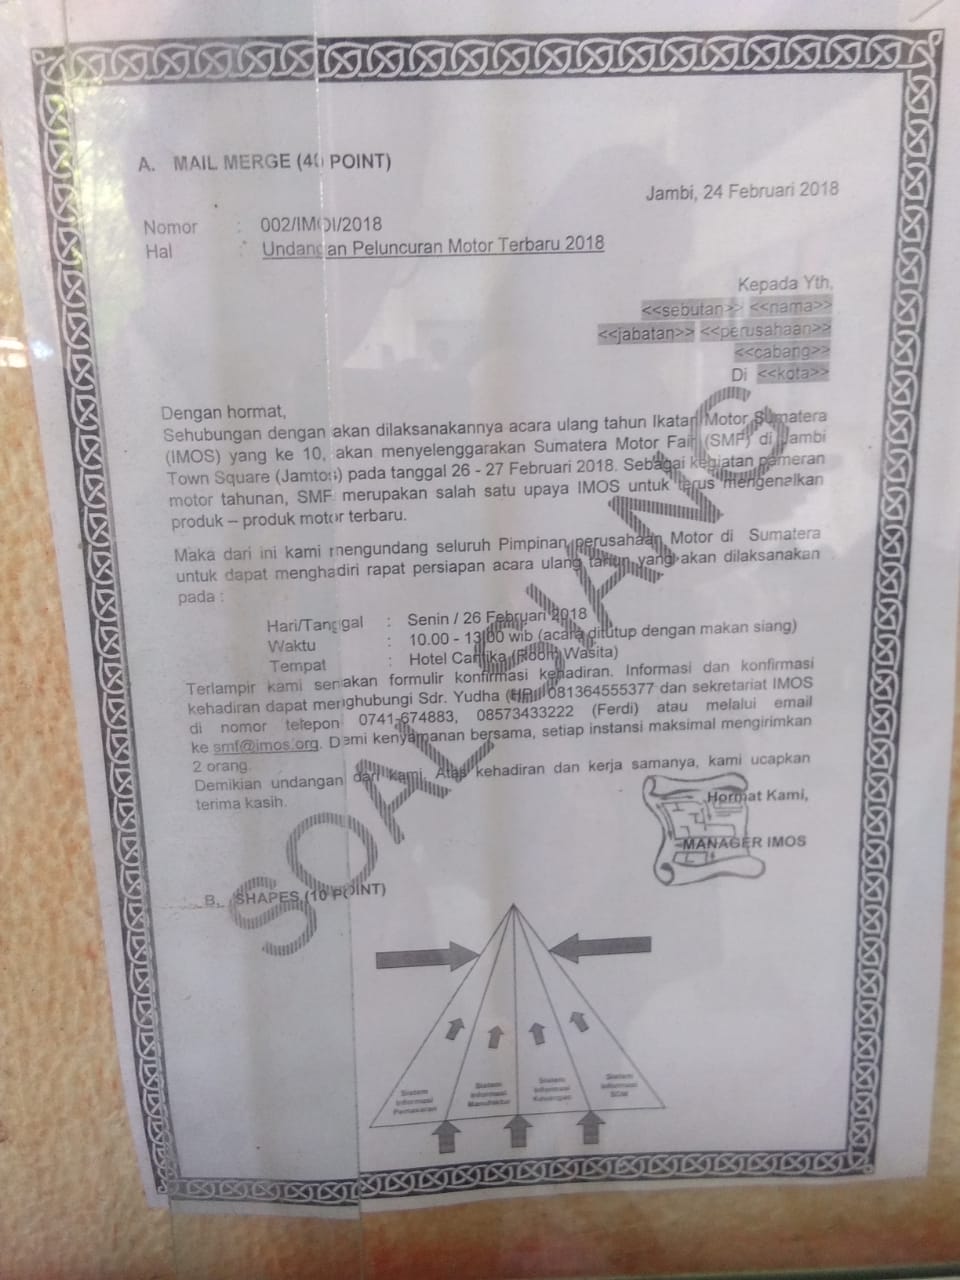 A. MAIL MERGE (40 POINT)
Jambi, 24 Februari 2018
Nomor : 002/IMOI/2018
Hal : Undangan Peluncuran Motor Terbaru 2018
Kepada Yth,
<<sebutan>> <<nama>>
<<jabatan>> <<perusahaan>>
<<cabang>>
Di <<kota>>
Dengan hormat,
Sehubungan dengan akan dilaksanakannya acara ulang tahun Ikatan Motor Sumatera
(IMOS) yang ke 10, akan menyelenggarakan Sumatera Motor Fair (SMF) di Jambi
Town Square (Jamtos) pada tanggal 26 - 27 Februari 2018. Sebagai kegiatan pameran
motor tahunan, SMF merupakan salah satu upaya IMOS untuk terus mengenalkan
produk – produk motor terbaru.
Maka dari ini kami mengundang seluruh Pimpinan perusahaan Motor di Sumatera
untuk dapat menghadiri rapat persiapan acara ulang tahun yang akan dilaksanakan
pada :
Hari/Tanggal : Senin / 26 Februari 2018
Waktu : 10.00 - 13.00 wib (acara ditutup dengan makan siang)
Tempat : Hotel Cantika (Room Wasita)
Terlampir kami sertakan formulir konfirmasi kehadiran. Informasi dan konfirmasi
kehadiran dapat menghubungi Sdr. Yudha (HP. 081364555377 dan sekretariat IMOS
di nomor telepon 0741-674883, 08573433222 (Ferdi) atau melalui email
ke smf@imos.org. Demi kenyamanan bersama, setiap instansi maksimal mengirimkan
2 orang.
Demikian undangan dari kami. Atas kehadiran dan kerja samanya, kami ucapkan
terima kasih.
Hormat Kami,
MANAGER IMOS
SOAL SIANG
B. SHAPES (10 POINT)
Sistem Informasi Pemasaran
Sistem Informasi Manufaktur
Sistem Informasi Keuangan
Sistem Informasi SDM